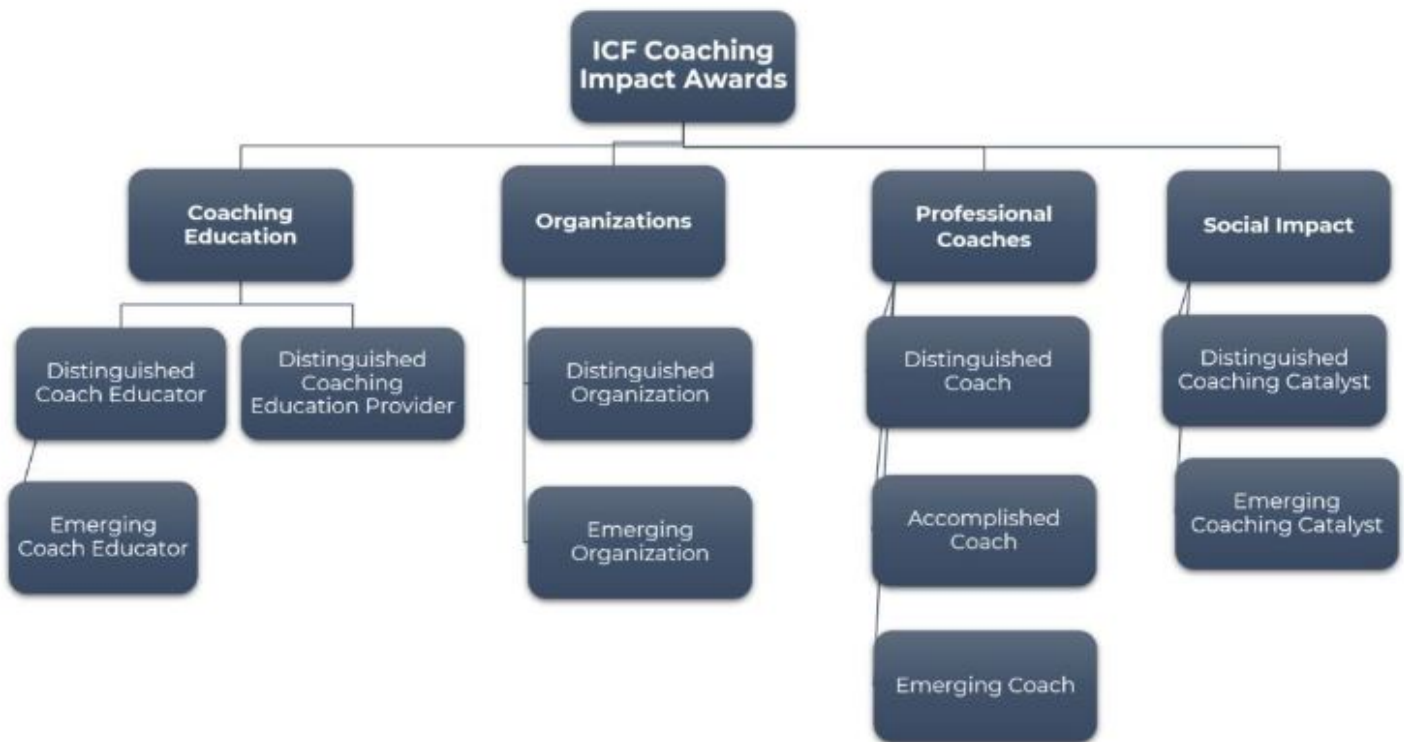 ICF Coaching
Impact Awards
Coaching
Education
Organizations
Professional
Coaches
Social Impact
Distinguished
Coach Educator
Distinguished
Coaching
Education Provider
Distinguished
Organization
Distinguished
Coach
Distinguished
Coaching Catalyst
Emerging
Coach Educator
Emerging
Organization
Accomplished
Coach
Emerging
Coaching Catalyst
Emerging Coach